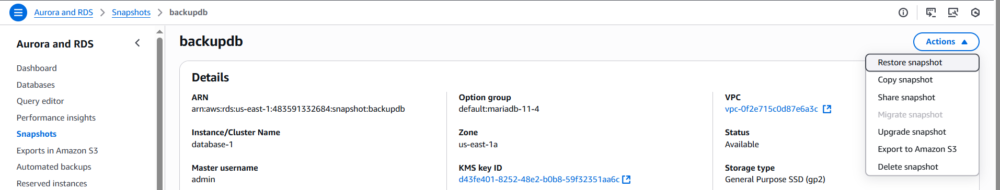 Aurora and RDS > Snapshots > backupdb
Aurora and RDS
Dashboard
Databases
Query editor
Performance insights
Snapshots
Exports in Amazon S3
Automated backups
Reserved instances
backupdb
Actions
Restore snapshot
Copy snapshot
Share snapshot
Migrate snapshot
Upgrade snapshot
Export to Amazon S3
Delete snapshot
Details
ARN
arn:aws:rds:us-east-1:483591332684:snapshot:backupdb
Instance/Cluster Name
database-1
Master username
admin
Option group
default:mariadb-11-4
Zone
us-east-1a
KMS key ID
d43fe401-8252-48e2-b0b8-59f32351aa6c
VPC
vpc-0f2e715c0d87e6a3c
Status
Available
Storage type
General Purpose SSD (gp2)